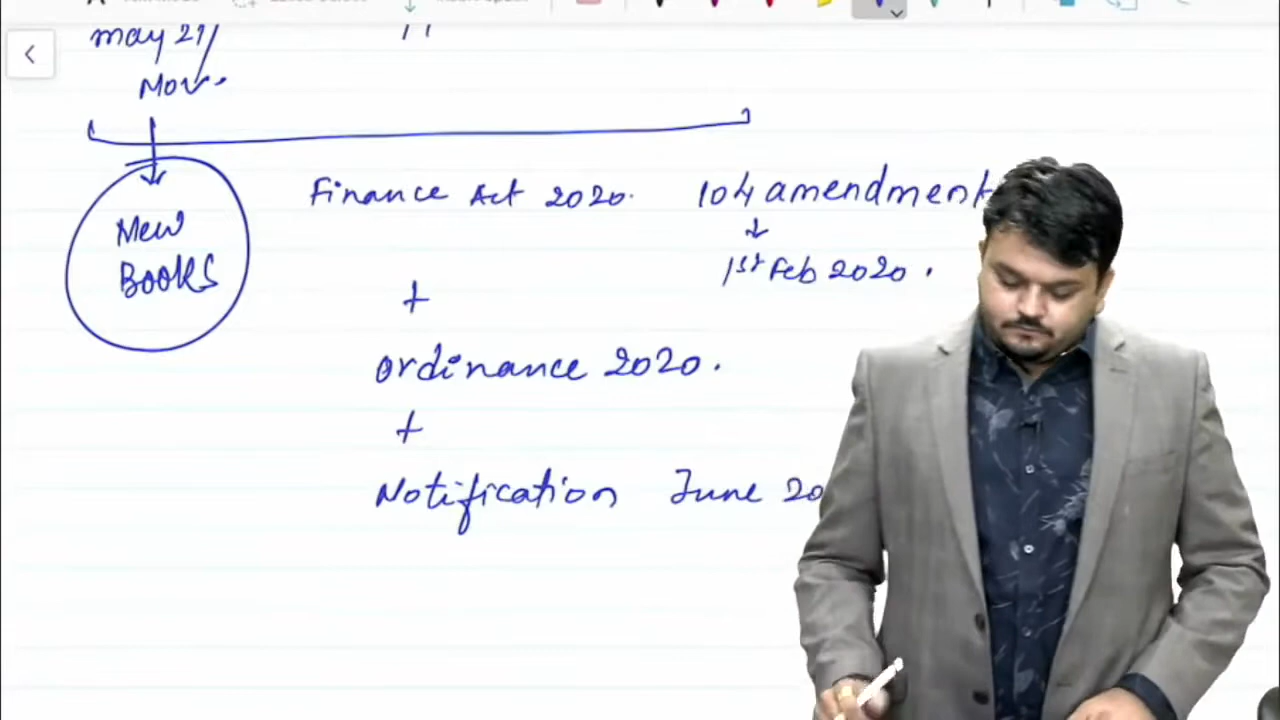 may 21/
Nov.
New
Books
Finance Act 2020.
104 amendment
1st Feb 2020.
+
ordinance 2020.
+
Notification June 20